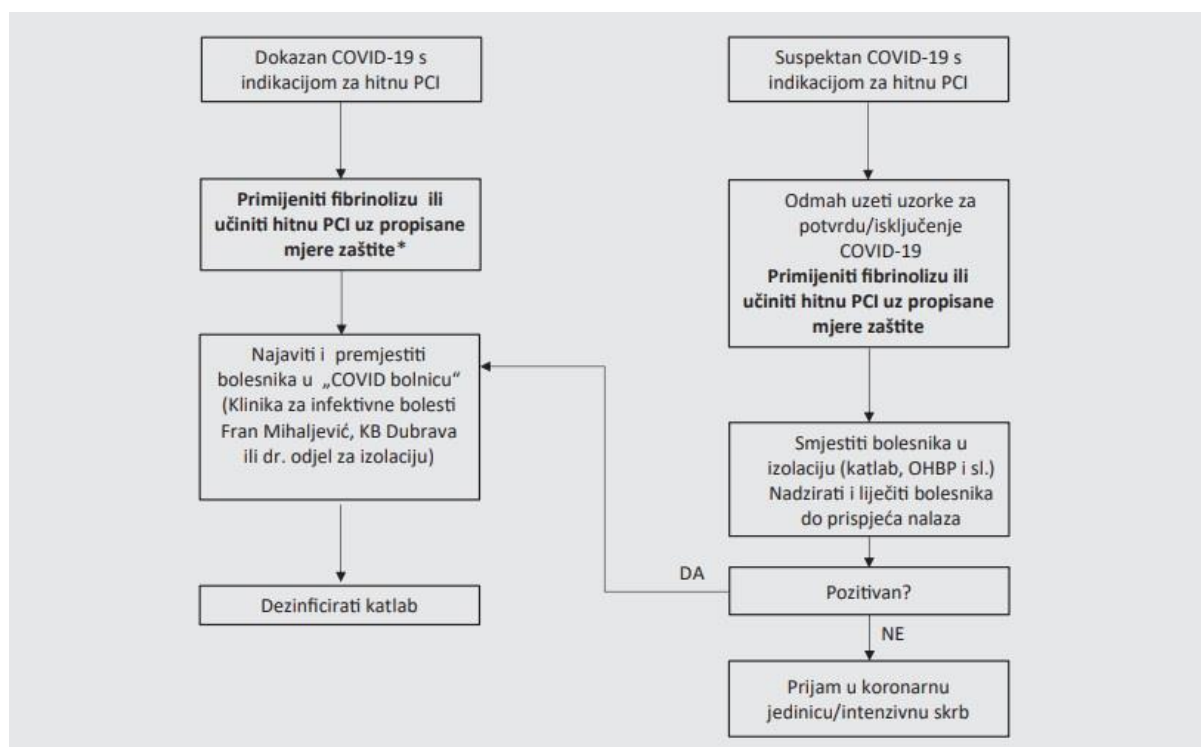 Dokazan COVID-19 s
indikacijom za hitnu PCI
Primijeniti fibrinolizu ili
učiniti hitnu PCI uz propisane
mjere zaštite*
Najaviti i premjestiti
bolesnika u „COVID bolnicu“
(Klinika za infektivne bolesti
Fran Mihaljević, KB Dubrava
ili dr. odjel za izolaciju)
Dezinficirati katlab
Suspektan COVID-19 s
indikacijom za hitnu PCI
Odmah uzeti uzorke za
potvrdu/isključenje
COVID-19
Primijeniti fibrinolizu ili
učiniti hitnu PCI uz propisane
mjere zaštite
Smjestiti bolesnika u
izolaciju (katlab, OHBP i sl.)
Nadzirati i liječiti bolesnika
do prispjeća nalaza
Pozitivan?
DA
NE
Prijam u koronarnu
jedinicu/intenzivnu skrb